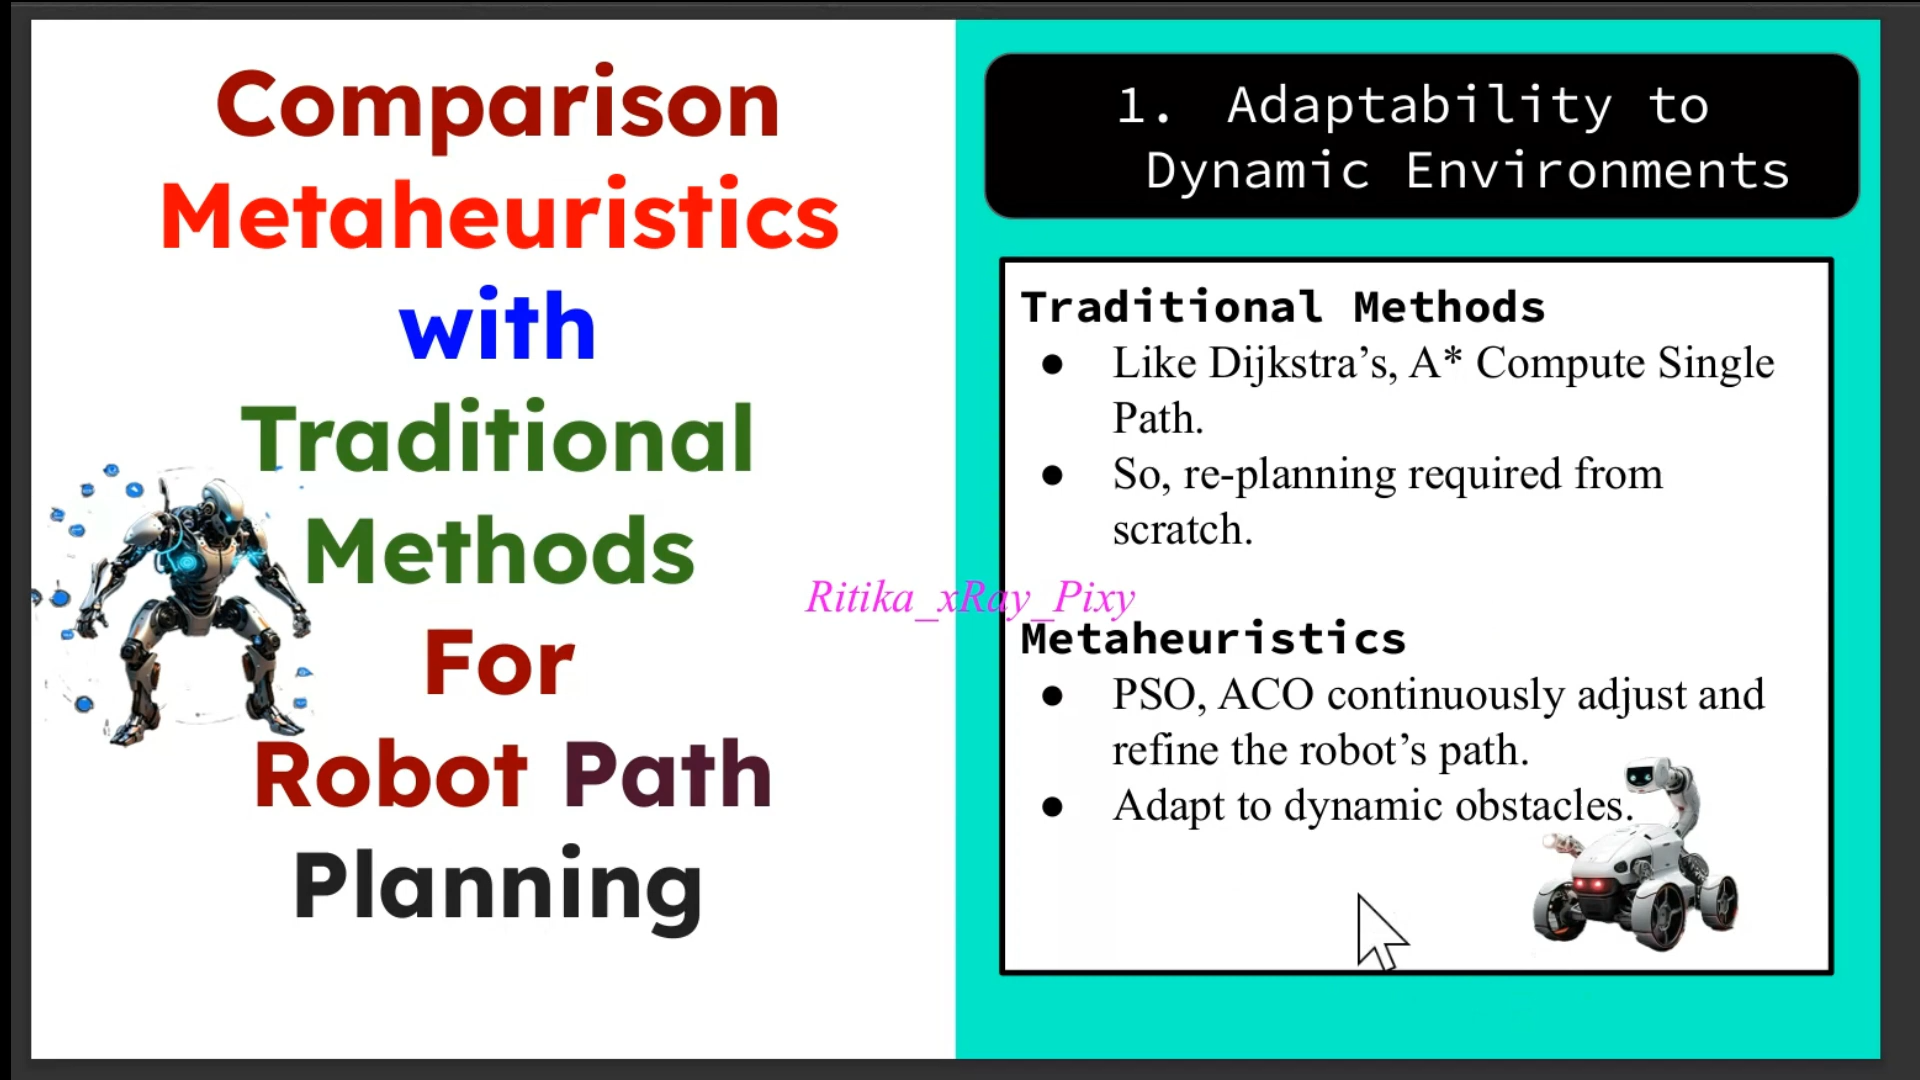 Comparison
Metaheuristics
with
Traditional
Methods
For
Robot Path
Planning
1. Adaptability to
Dynamic Environments
Traditional Methods
● Like Dijkstra’s, A* Compute Single
Path.
● So, re-planning required from
scratch.
Ritika_xRay_Pixy
Metaheuristics
● PSO, ACO continuously adjust and
refine the robot’s path.
● Adapt to dynamic obstacles.